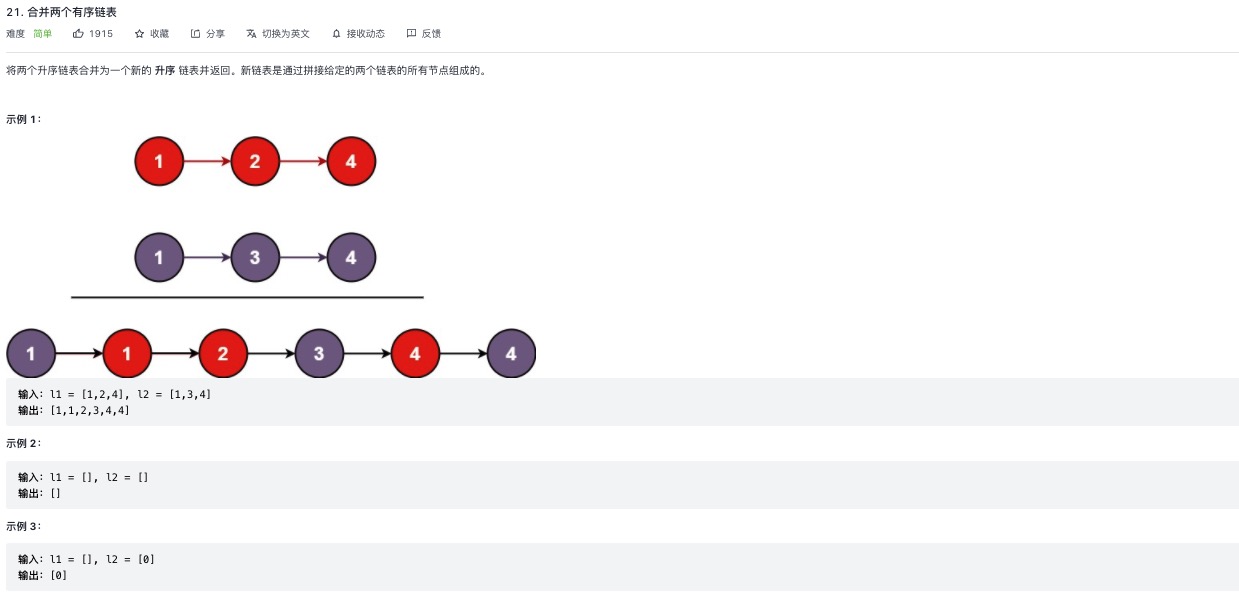 21. 合并两个有序链表
难度 简单 1915 收藏 分享 切换为英文 接收动态 反馈
将两个升序链表合并为一个新的 升序 链表并返回。新链表是通过拼接给定的两个链表的所有节点组成的。
示例 1：
1 2 4
1 3 4
1 1 2 3 4 4
输入：l1 = [1,2,4], l2 = [1,3,4]
输出：[1,1,2,3,4,4]
示例 2：
输入：l1 = [], l2 = []
输出：[]
示例 3：
输入：l1 = [], l2 = [0]
输出：[0]